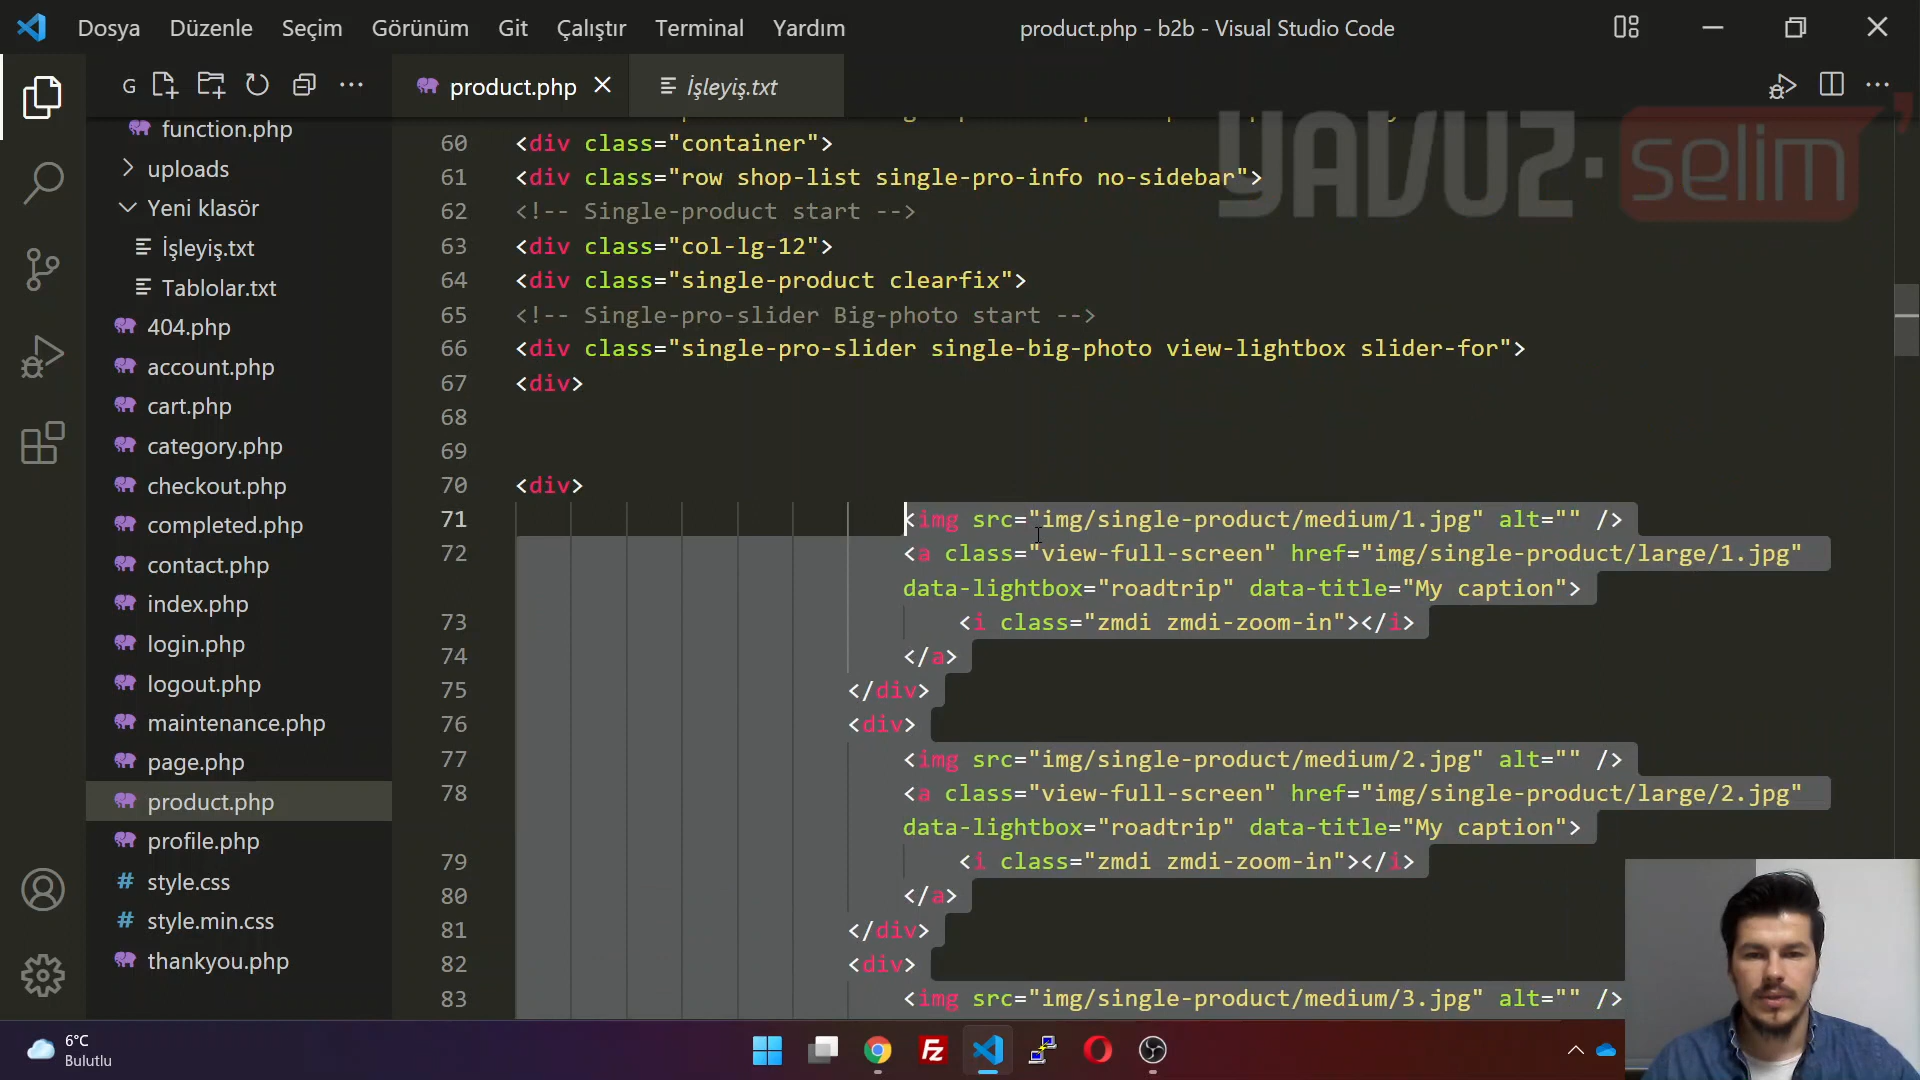 Dosya Düzenle Seçim Görünüm Git Çalıştır Terminal Yardım
product.php - b2b - Visual Studio Code
G
product.php
İşleyiş.txt
YAVUZ selim
function.php
uploads
Yeni klasör
İşleyiş.txt
Tablolar.txt
404.php
account.php
cart.php
category.php
checkout.php
completed.php
contact.php
index.php
login.php
logout.php
maintenance.php
page.php
product.php
profile.php
# style.css
# style.min.css
thankyou.php
60 <div class="container">
61 <div class="row shop-list single-pro-info no-sidebar">
62 <!-- Single-product start -->
63 <div class="col-lg-12">
64 <div class="single-product clearfix">
65 <!-- Single-pro-slider Big-photo start -->
66 <div class="single-pro-slider single-big-photo view-lightbox slider-for">
67 <div>
68
69
70 <div>
71 <img src="img/single-product/medium/1.jpg" alt="" />
72 <a class="view-full-screen" href="img/single-product/large/1.jpg"
data-lightbox="roadtrip" data-title="My caption">
73 <i class="zmdi zmdi-zoom-in"></i>
74 </a>
75 </div>
76 <div>
77 <img src="img/single-product/medium/2.jpg" alt="" />
78 <a class="view-full-screen" href="img/single-product/large/2.jpg"
data-lightbox="roadtrip" data-title="My caption">
79 <i class="zmdi zmdi-zoom-in"></i>
80 </a>
81 </div>
82 <div>
83 <img src="img/single-product/medium/3.jpg" alt="" />
6°C
Bulutlu
Fz